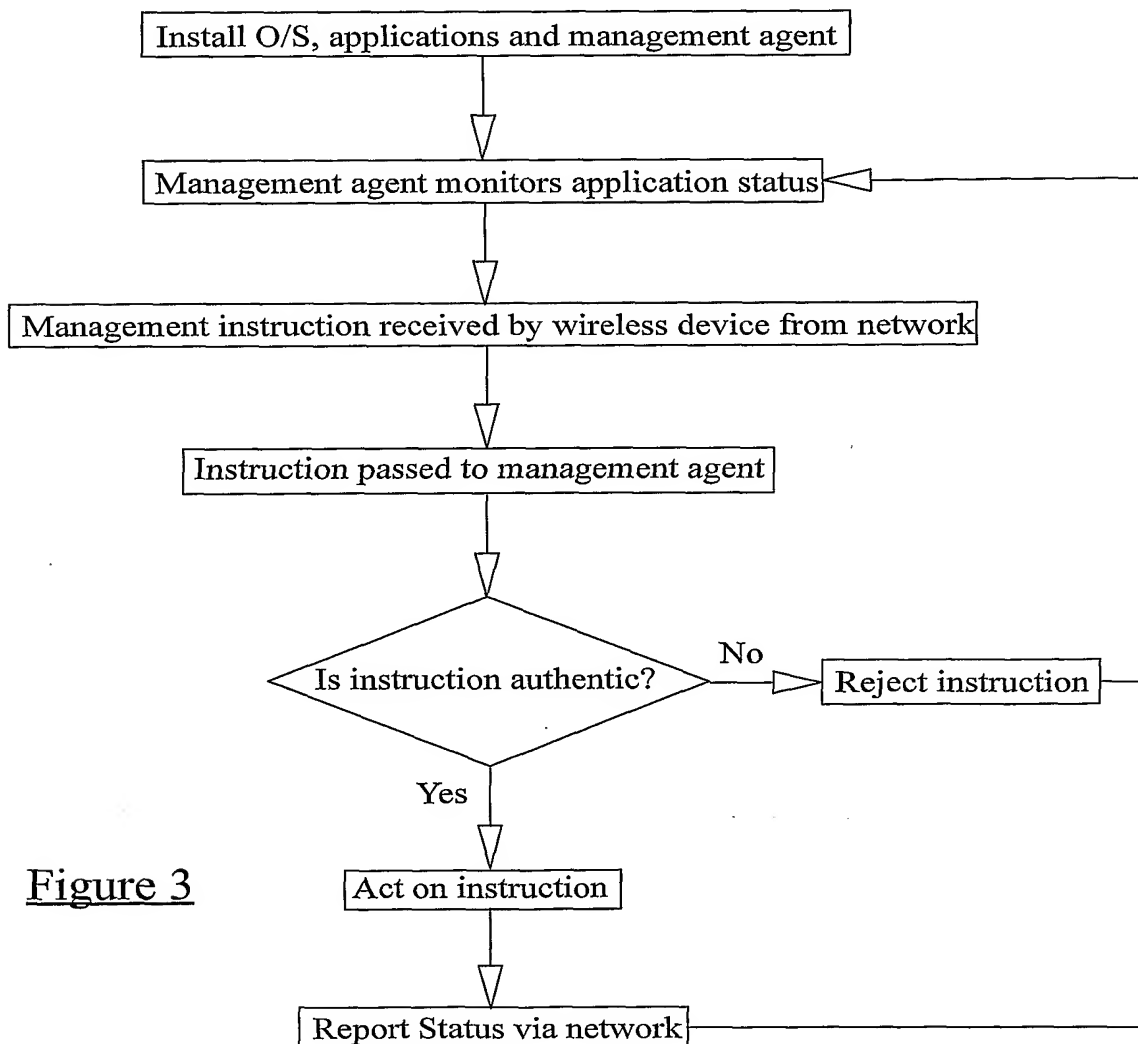 Install O/S, applications and management agent
Management agent monitors application status
Management instruction received by wireless device from network
Instruction passed to management agent
Is instruction authentic?
No
Reject instruction
Yes
Act on instruction
Figure 3
Report Status via network